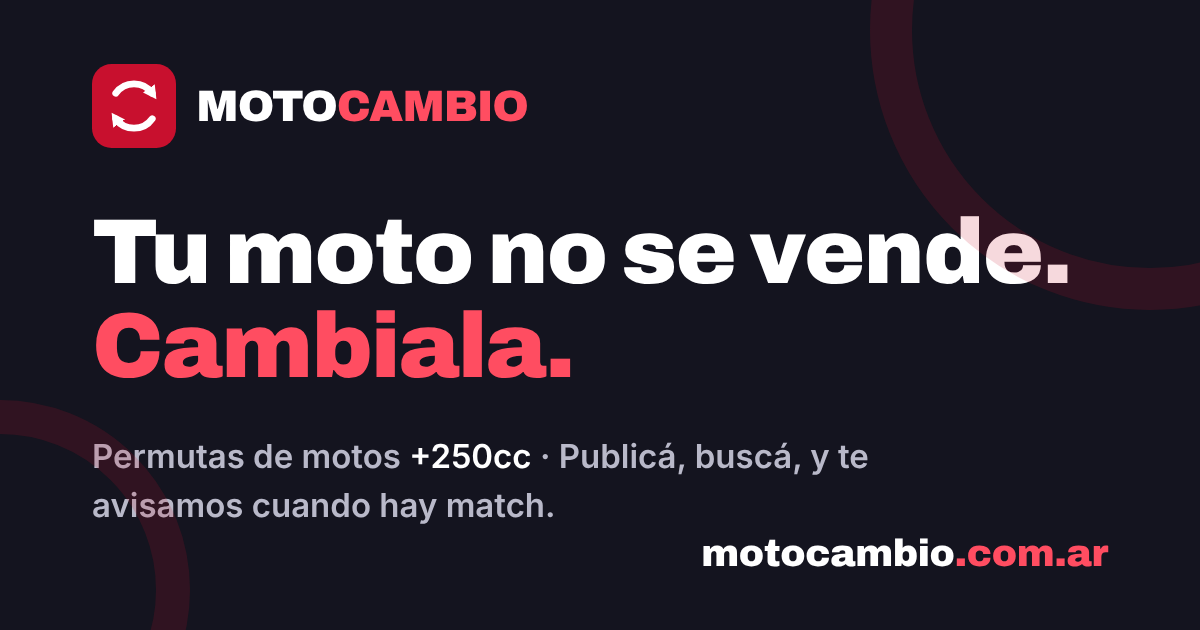 MOTOCAMBIO
Tu moto no se vende.
Cambiala.
Permutas de motos +250cc · Publicá, buscá, y te
avisamos cuando hay match.
motocambio.com.ar